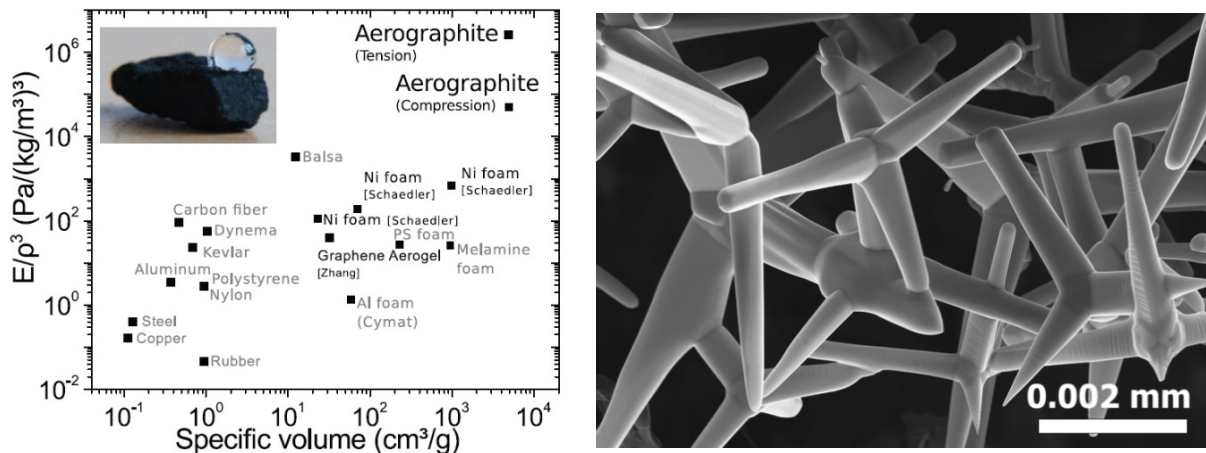 10⁶
10⁴
10²
10⁰
10⁻²
E/ρ³ (Pa/(kg/m³)³)
Aerographite
(Tension)
Aerographite
(Compression)
Balsa
Ni foam
[Schaedler]
Ni foam
[Schaedler]
Carbon fiber
Dynema
Ni foam [Schaedler]
PS foam
Kevlar
Graphene Aerogel
[Zhang]
Melamine
foam
Aluminum
Polystyrene
Nylon
Al foam
(Cymat)
Steel
Copper
Rubber
10⁻¹ 10⁰ 10¹ 10² 10³ 10⁴
Specific volume (cm³/g)
0.002 mm